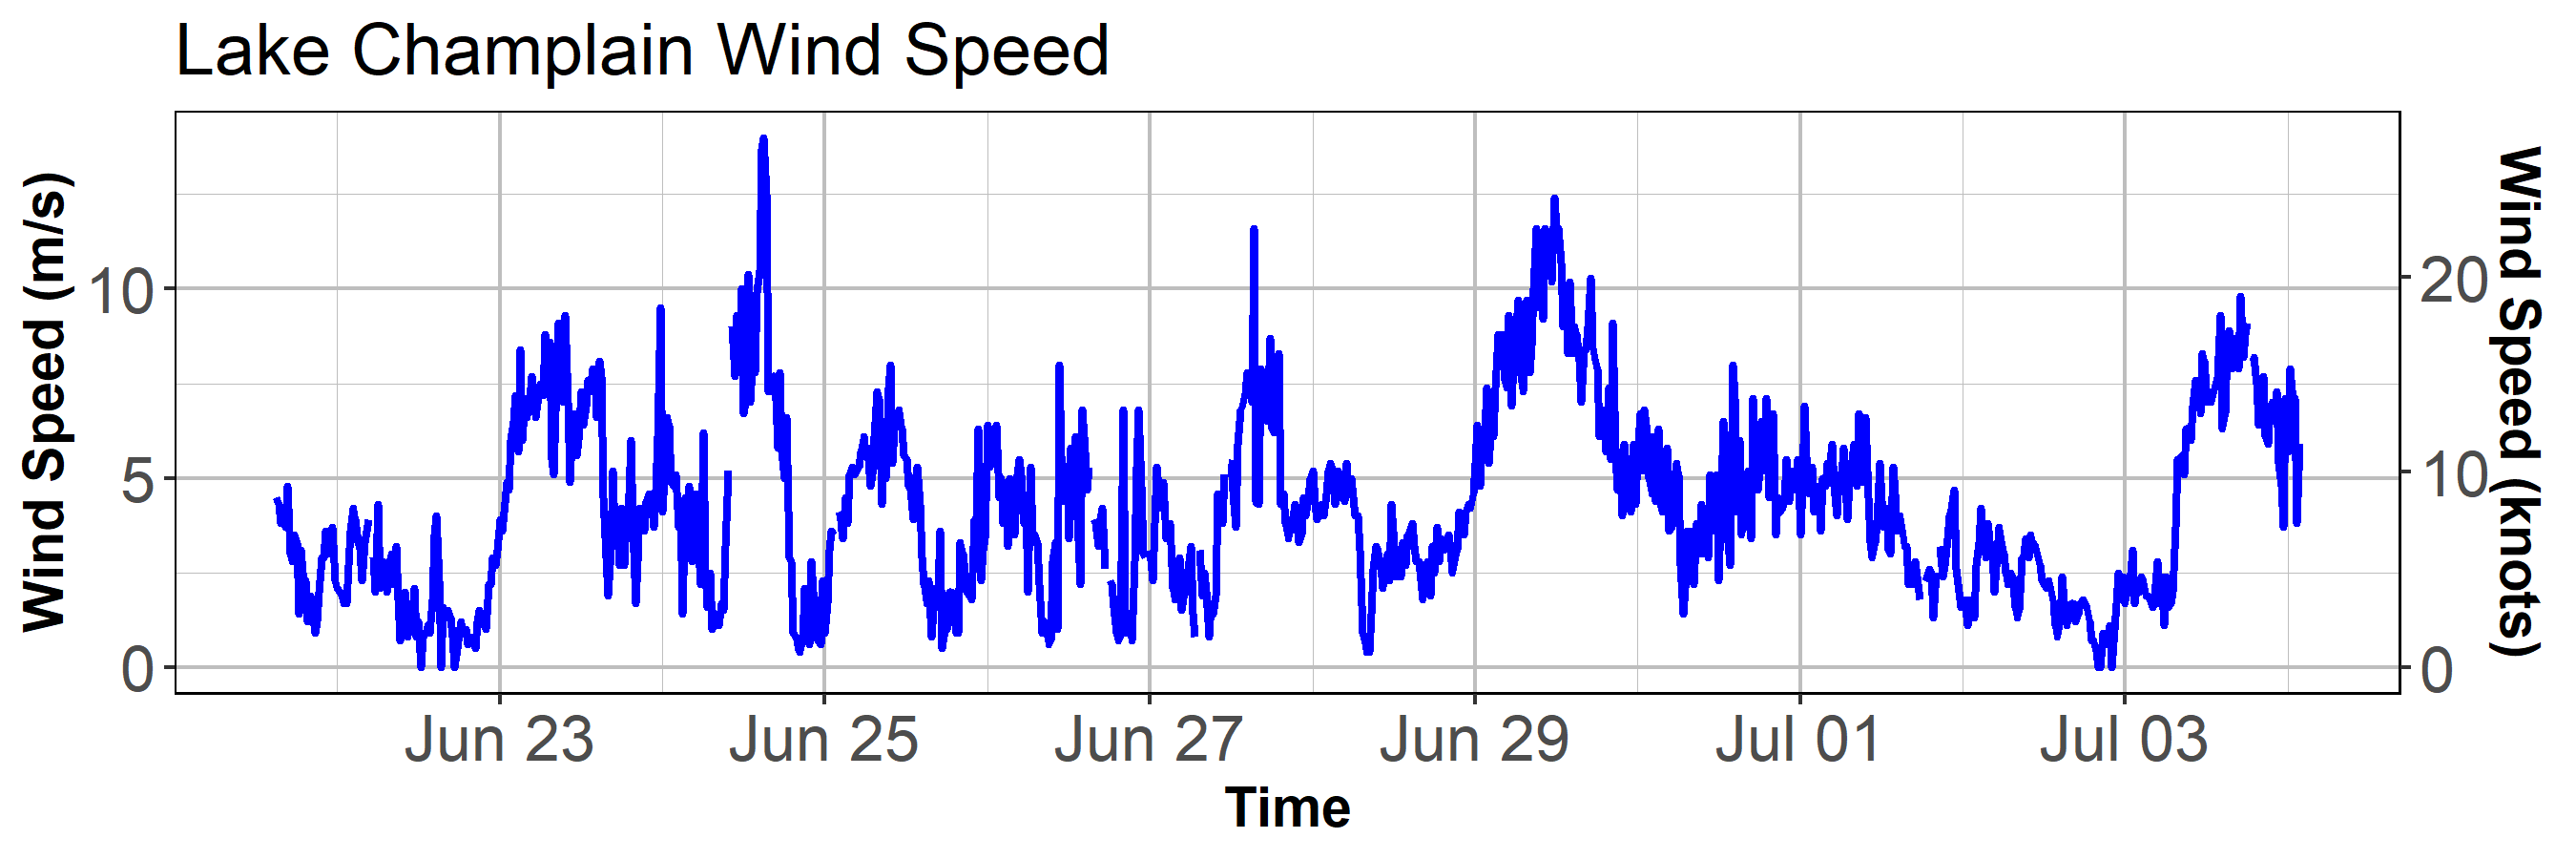 Lake Champlain Wind Speed
Wind Speed (m/s)
10
5
0
20
10
0
Wind Speed (knots)
Jun 23 Jun 25 Jun 27 Jun 29 Jul 01 Jul 03
Time